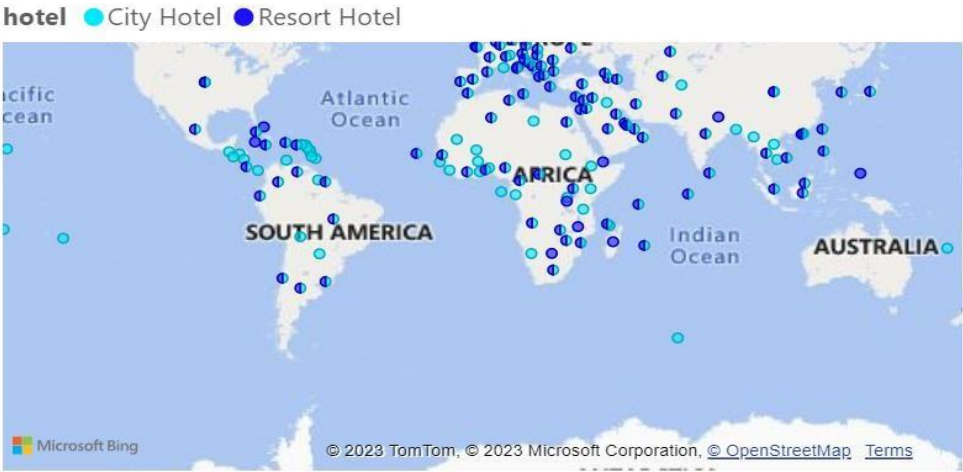 hotel City Hotel Resort Hotel
acific
cean
Atlantic
Ocean
AFRICA
SOUTH AMERICA
Indian
Ocean
AUSTRALIA
Microsoft Bing
© 2023 TomTom, © 2023 Microsoft Corporation, © OpenStreetMap Terms